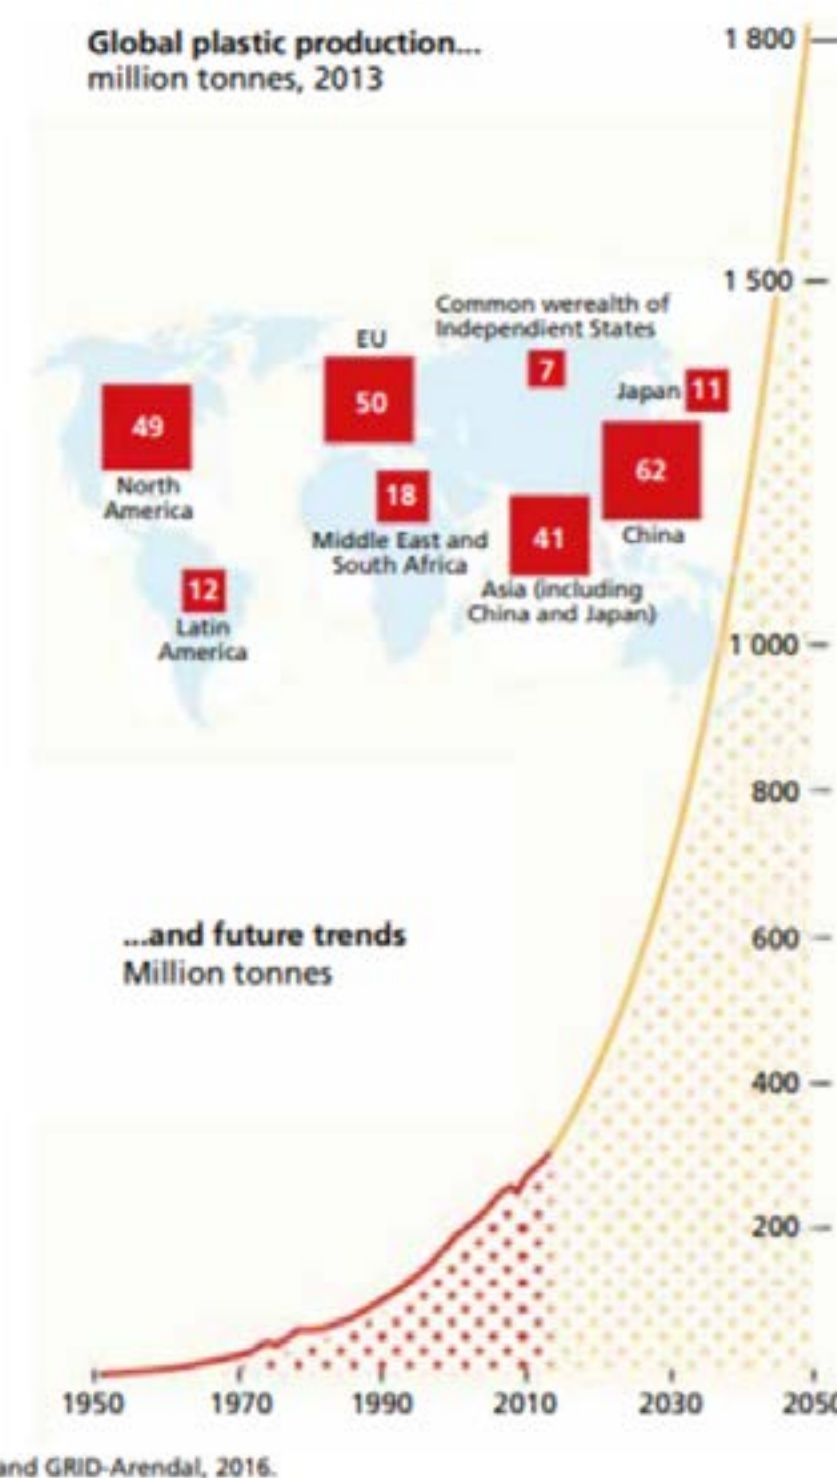 Global plastic production...
million tonnes, 2013
1 800
1 500
Common werealth of
Independient States
EU
7
Japan 11
50
49
62
North
America
18
China
41
Middle East and
South Africa
Asia (including
China and Japan)
12
Latin
America
1 000
800
...and future trends
Million tonnes
600
400
200
1950 1970 1990 2010 2030 2050
and GRID-Arendal, 2016.